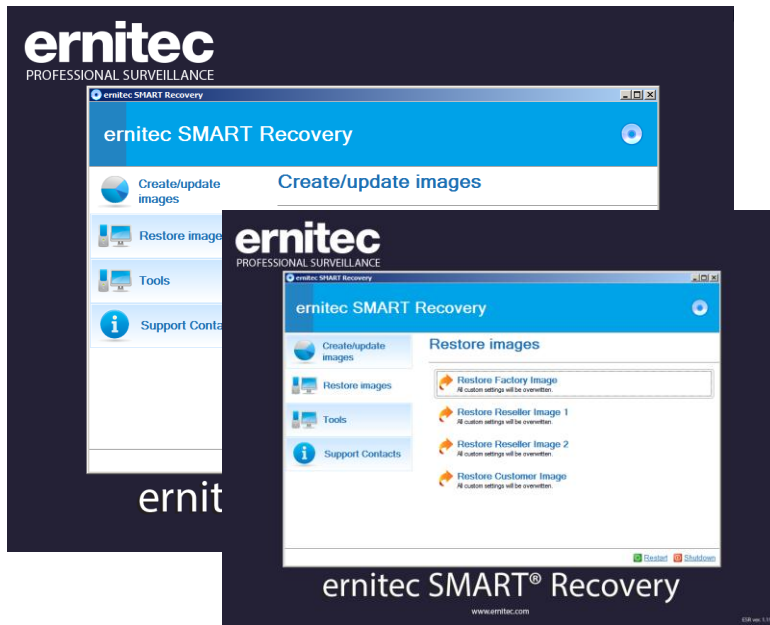 ernitec
PROFESSIONAL SURVEILLANCE
ernitec SMART Recovery
ernitec SMART Recovery
Create/update
images
Restore image
Tools
Support Conta
Create/update images
ernit
ernitec
PROFESSIONAL SURVEILLANCE
ernitec SMART Recovery
ernitec SMART Recovery
Create/update
images
Restore images
Tools
Support Contacts
Restore images
Restore Factory Image
All custom settings will be overwritten.
Restore Reseller Image 1
All custom settings will be overwritten.
Restore Reseller Image 2
All custom settings will be overwritten.
Restore Customer Image
All custom settings will be overwritten.
Restart Shutdown
ernitec SMART® Recovery
www.ernitec.com
ESR ver.